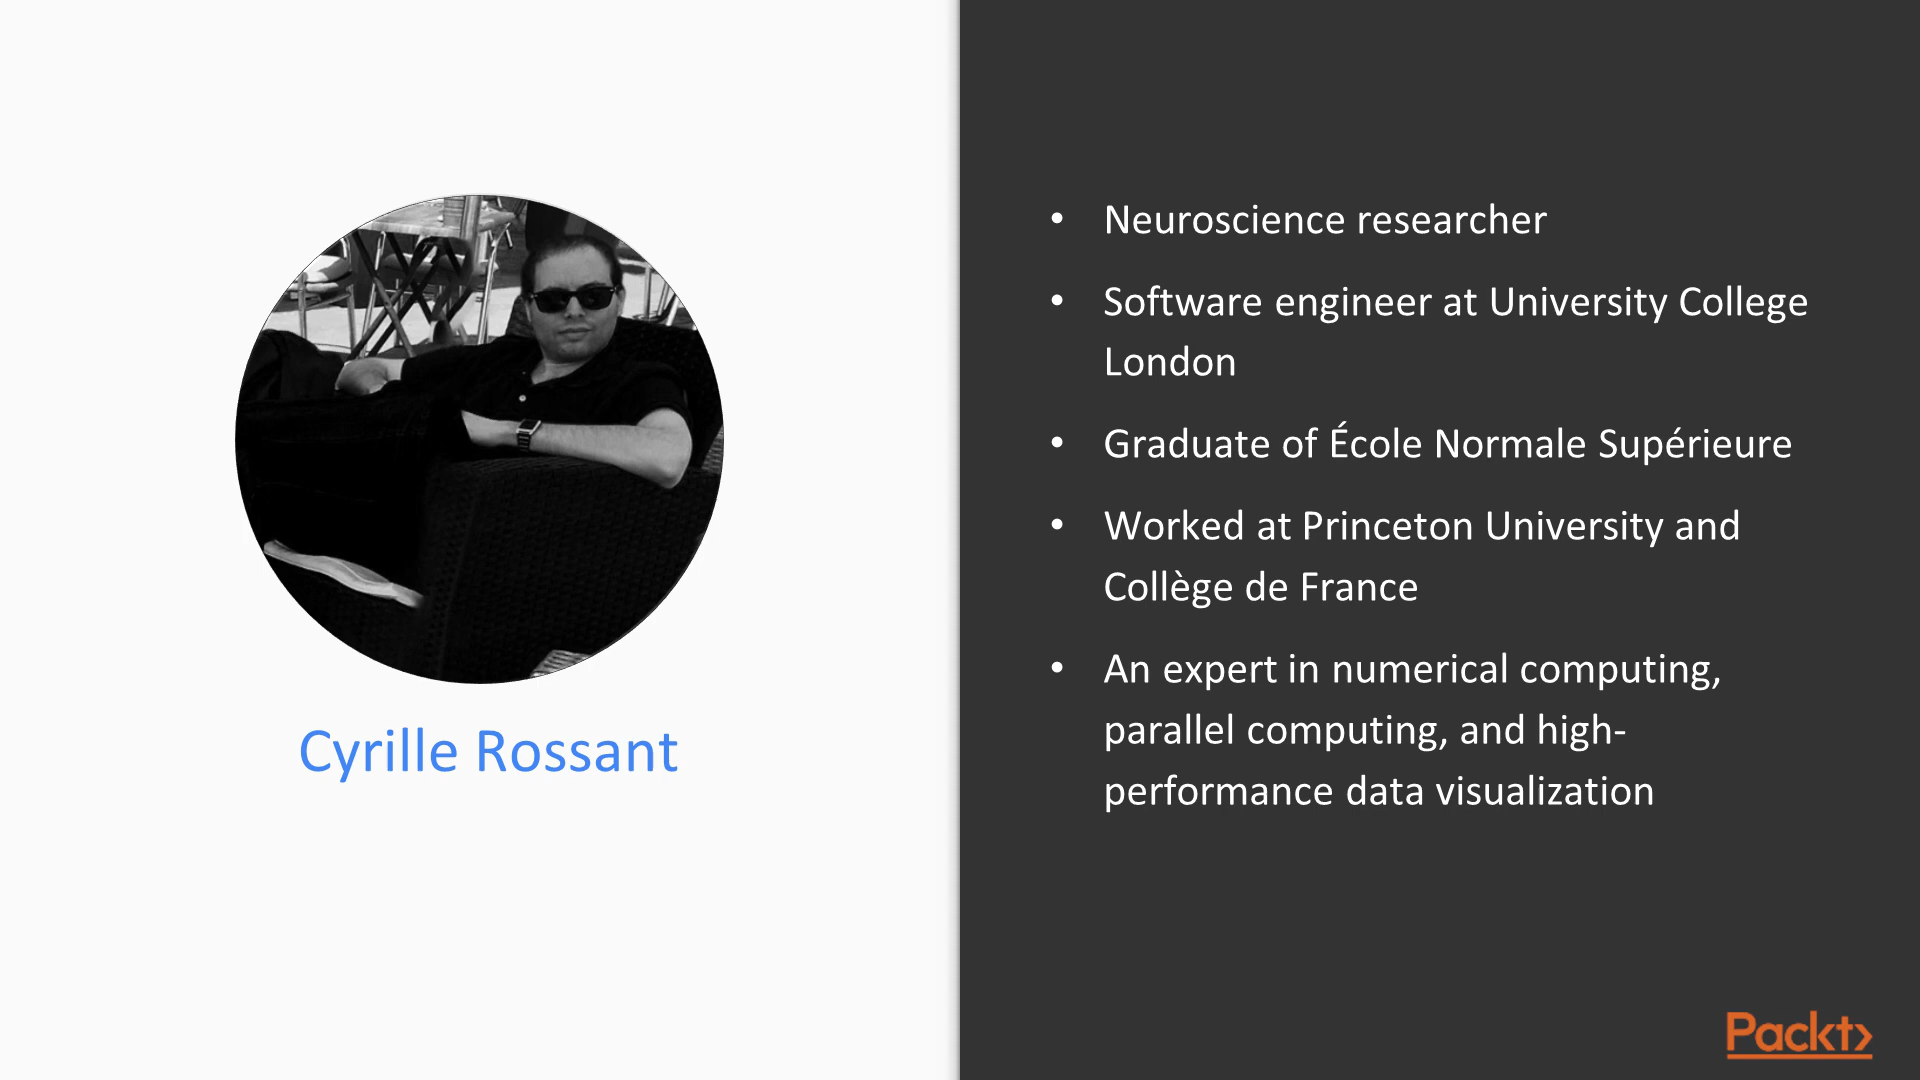 Cyrille Rossant
• Neuroscience researcher
• Software engineer at University College
London
• Graduate of École Normale Supérieure
• Worked at Princeton University and
Collège de France
• An expert in numerical computing,
parallel computing, and high-
performance data visualization
Packt>